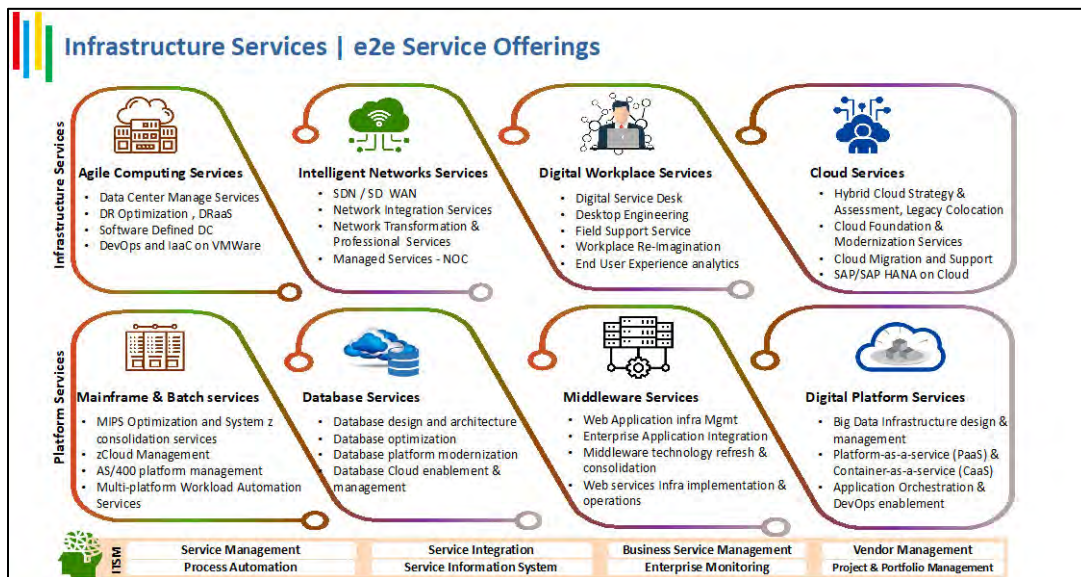 Infrastructure Services | e2e Service Offerings
Infrastructure Services
Agile Computing Services
• Data Center Manage Services
• DR Optimization , DRaaS
• Software Defined DC
• DevOps and IaaC on VMWare
Intelligent Networks Services
• SDN / SD WAN
• Network Integration Services
• Network Transformation &
Professional Services
• Managed Services - NOC
Digital Workplace Services
• Digital Service Desk
• Desktop Engineering
• Field Support Service
• Workplace Re-Imagination
• End User Experience analytics
Cloud Services
• Hybrid Cloud Strategy &
Assessment, Legacy Colocation
• Cloud Foundation &
Modernization Services
• Cloud Migration and Support
• SAP/SAP HANA on Cloud
Platform Services
Mainframe & Batch services
• MIPS Optimization and System z
consolidation services
• zCloud Management
• AS/400 platform management
• Multi-platform Workload Automation
Services
Database Services
• Database design and architecture
• Database optimization
• Database platform modernization
• Database Cloud enablement &
management
Middleware Services
• Web Application infra Mgmt
• Enterprise Application Integration
• Middleware technology refresh &
consolidation
• Web services Infra implementation &
operations
Digital Platform Services
• Big Data Infrastructure design &
management
• Platform-as-a-service (PaaS) &
Container-as-a-service (CaaS)
• Application Orchestration &
DevOps enablement
ITSM
Service Management
Service Integration
Business Service Management
Vendor Management
Process Automation
Service Information System
Enterprise Monitoring
Project & Portfolio Management